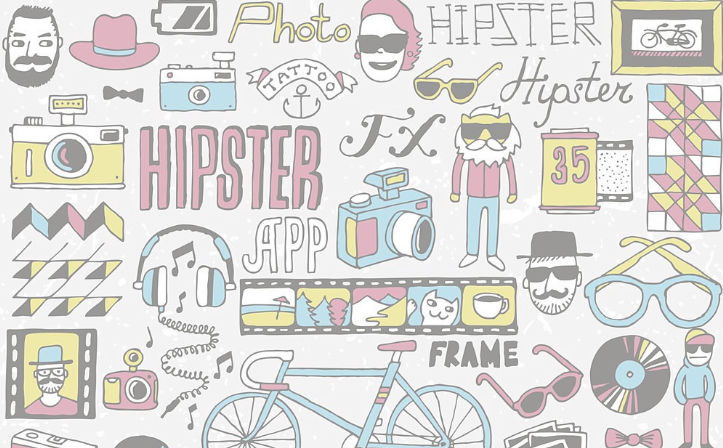 Photo
HIPSTER
TATTOO
Hipster
FX
HIPSTER
35
APP
FRAME